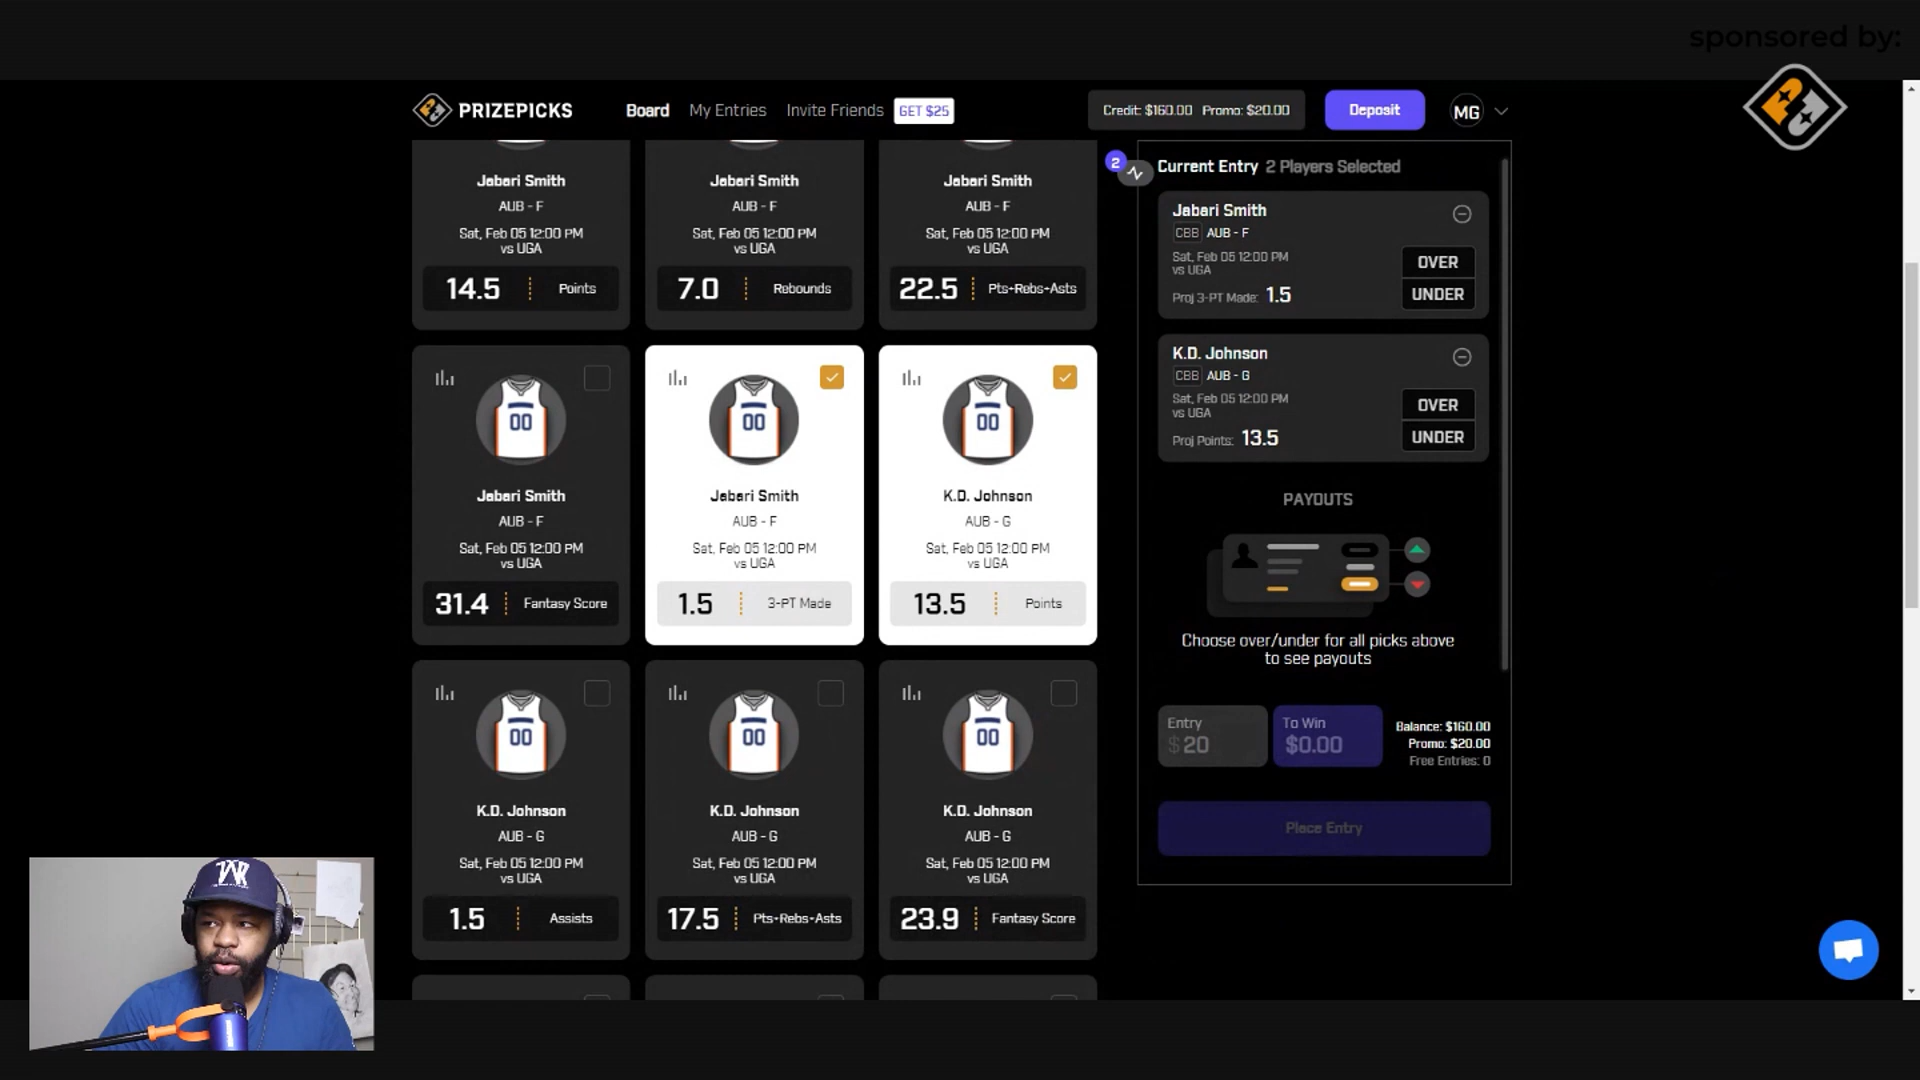 sponsored by:
PRIZEPICKS
Board
My Entries
Invite Friends
GET $25
Credit: $160.00 Promo: $20.00
Deposit
MG
Jabari Smith
AUB - F
Sat, Feb 05 12:00 PM
vs UGA
14.5
Points
Jabari Smith
AUB - F
Sat, Feb 05 12:00 PM
vs UGA
7.0
Rebounds
Jabari Smith
AUB - F
Sat, Feb 05 12:00 PM
vs UGA
22.5
Pts+Rebs+Asts
00
Jabari Smith
AUB - F
Sat, Feb 05 12:00 PM
vs UGA
31.4
Fantasy Score
00
Jabari Smith
AUB - F
Sat, Feb 05 12:00 PM
vs UGA
1.5
3-PT Made
00
K.D. Johnson
AUB - G
Sat, Feb 05 12:00 PM
vs UGA
13.5
Points
00
K.D. Johnson
AUB - G
Sat, Feb 05 12:00 PM
vs UGA
1.5
Assists
00
K.D. Johnson
AUB - G
Sat, Feb 05 12:00 PM
vs UGA
17.5
Pts+Rebs+Asts
00
K.D. Johnson
AUB - G
Sat, Feb 05 12:00 PM
vs UGA
23.9
Fantasy Score
2
Current Entry 2 Players Selected
Jabari Smith
CBB AUB - F
Sat, Feb 05 12:00 PM
vs UGA
Proj 3-PT Made: 1.5
OVER
UNDER
K.D. Johnson
CBB AUB - G
Sat, Feb 05 12:00 PM
vs UGA
Proj Points: 13.5
OVER
UNDER
PAYOUTS
Choose over/under for all picks above
to see payouts
Entry
$ 20
To Win
$0.00
Balance: $160.00
Promo: $20.00
Free Entries: 0
Place Entry